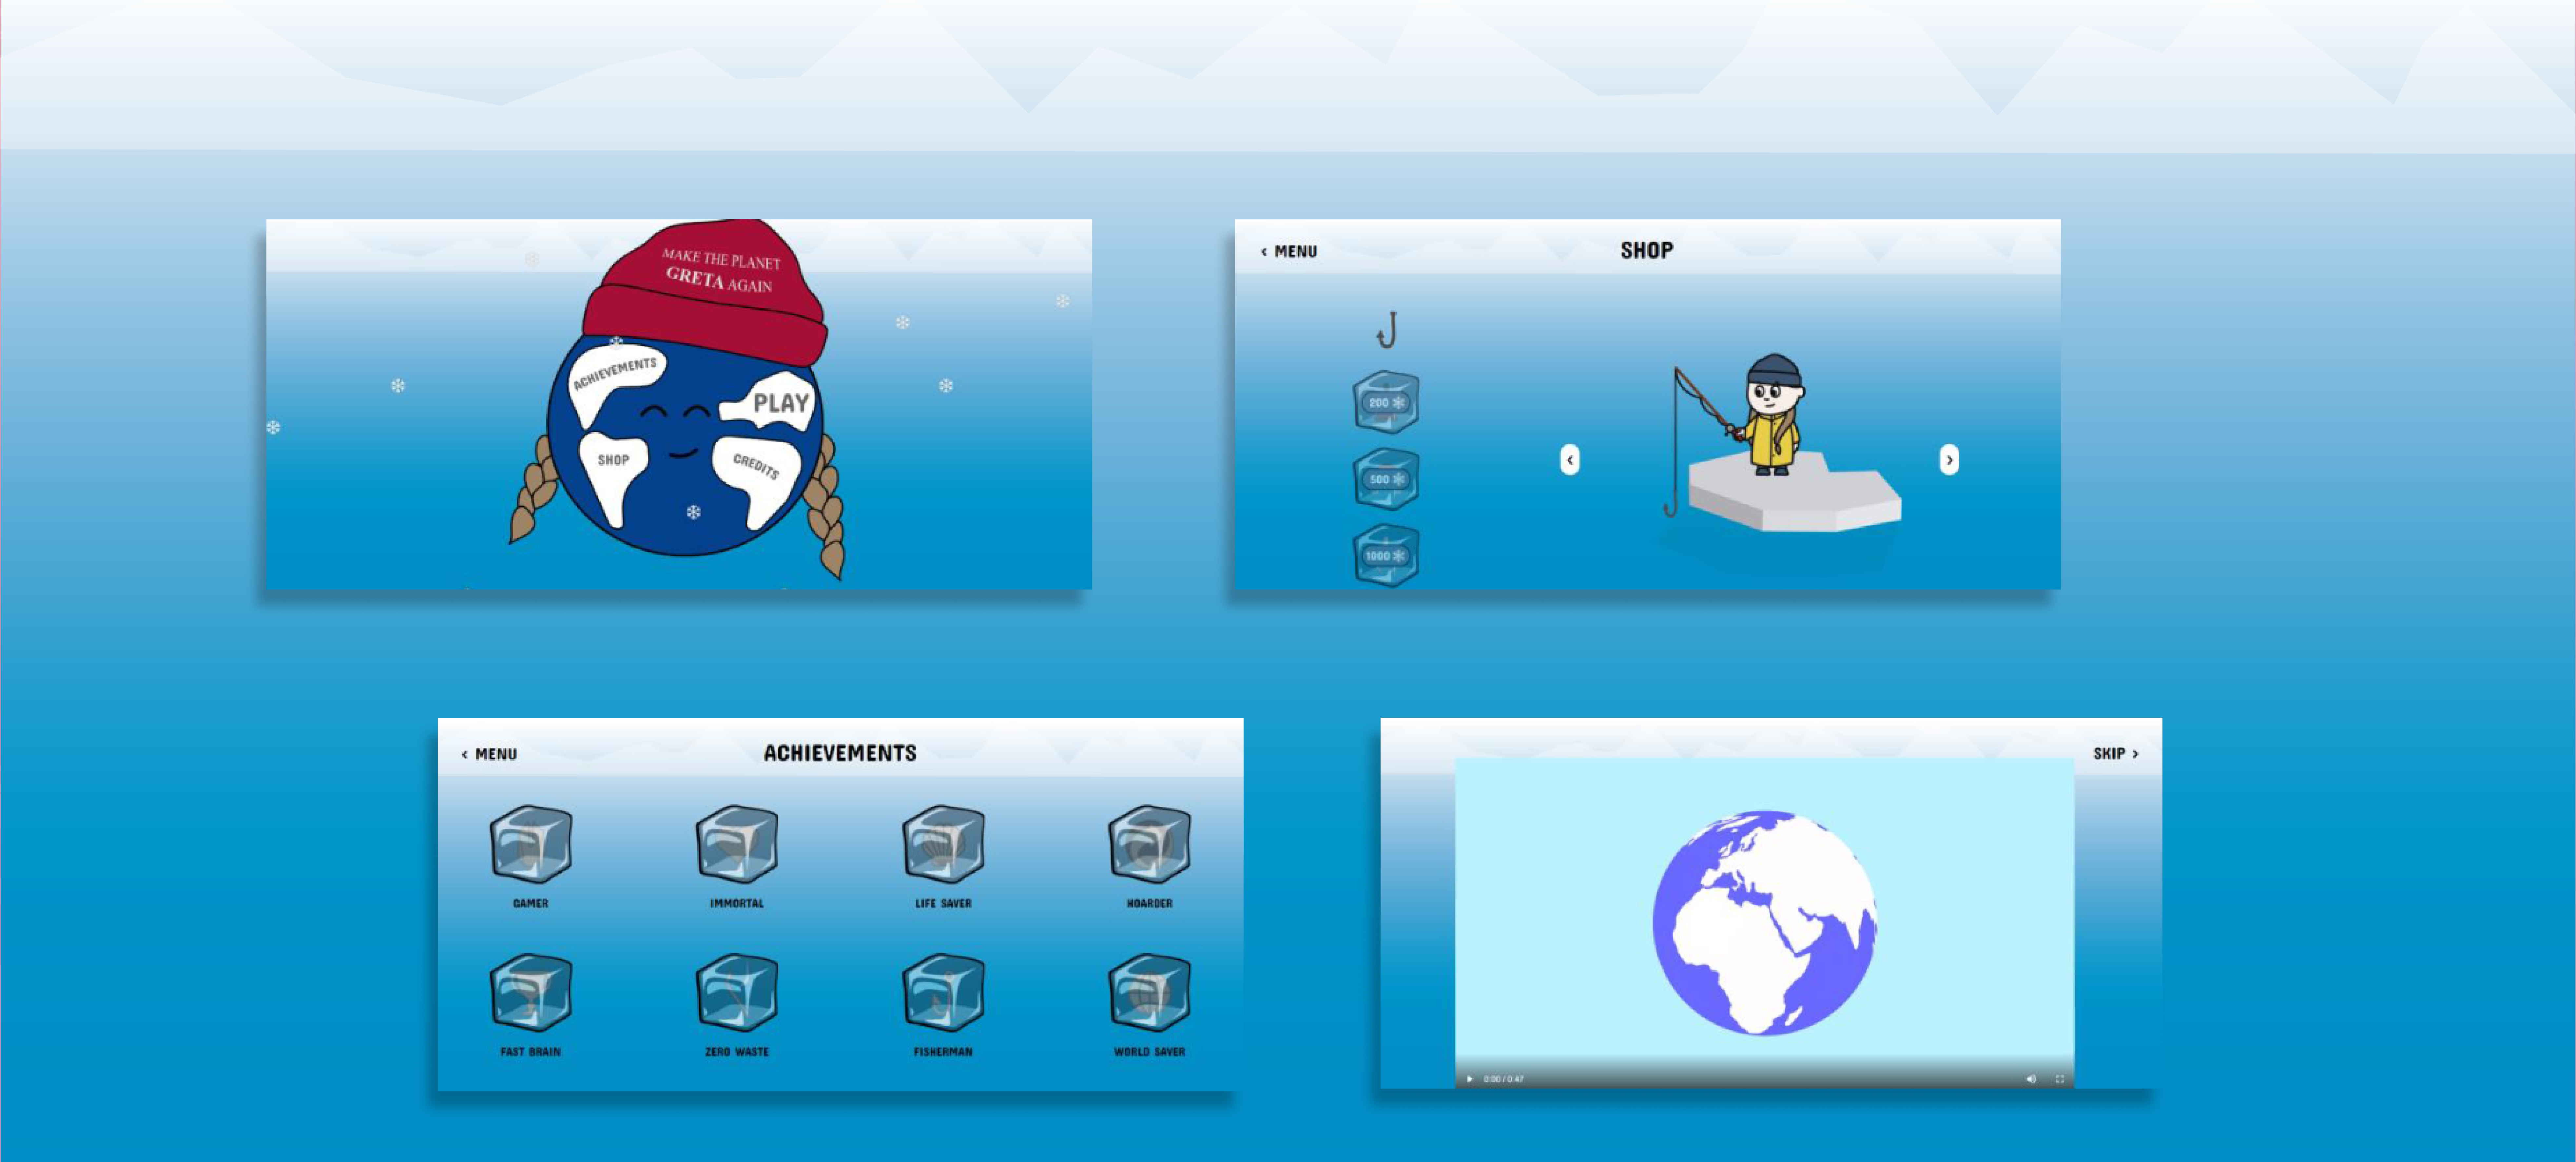 MAKE THE PLANET
GRETA AGAIN
ACHIEVEMENTS
PLAY
SHOP
CREDITS
‹ MENU
SHOP
200
500
1000
‹ MENU
ACHIEVEMENTS
GAMER
IMMORTAL
LIFE SAVER
HOARDER
FAST BRAIN
ZERO WASTE
FISHERMAN
WORLD SAVER
SKIP ›
0:00 / 0:47